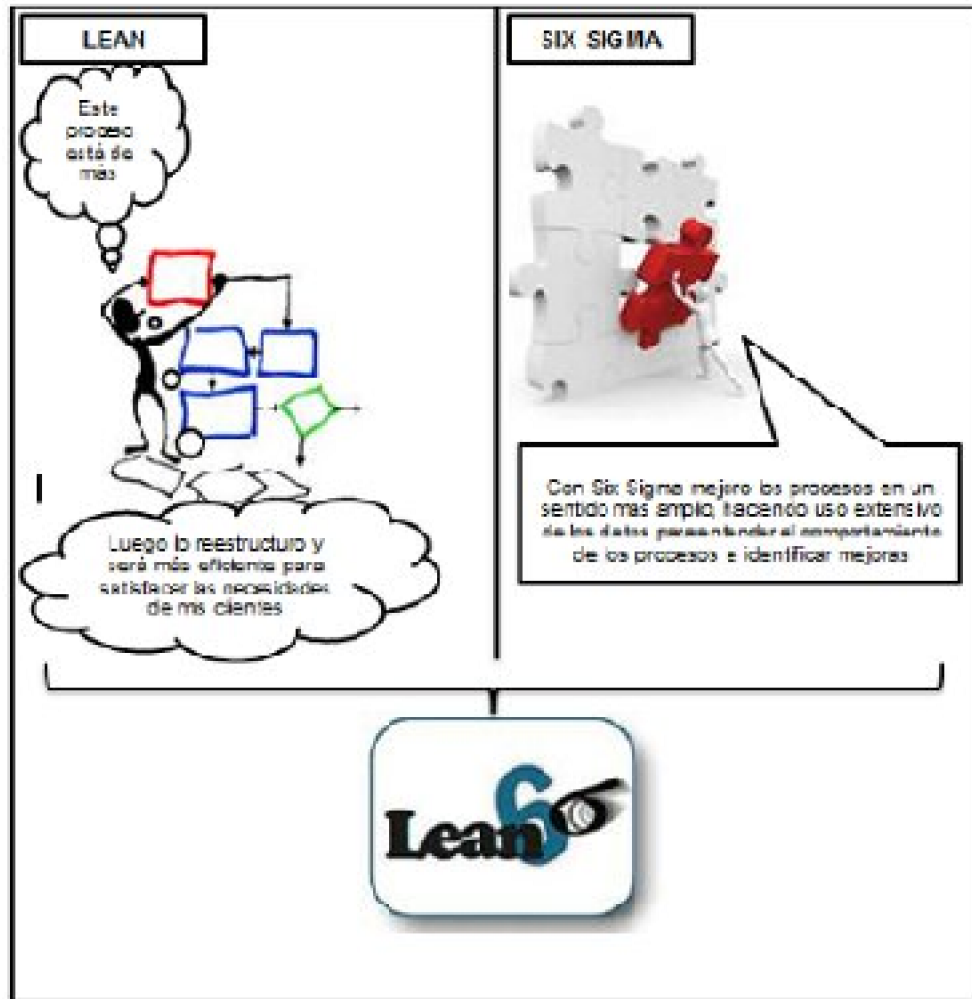 LEAN
Este
proceso
está de
más
Luego lo reestructuro y
será más eficiente para
satisfacer las necesidades
de mis clientes
SIX SIGMA
Con Six Sigma mejoro los procesos en un
sentido más amplio, haciendo uso extensivo
de los datos para entender el comportamiento
de los procesos e identificar mejoras
Lean 6σ